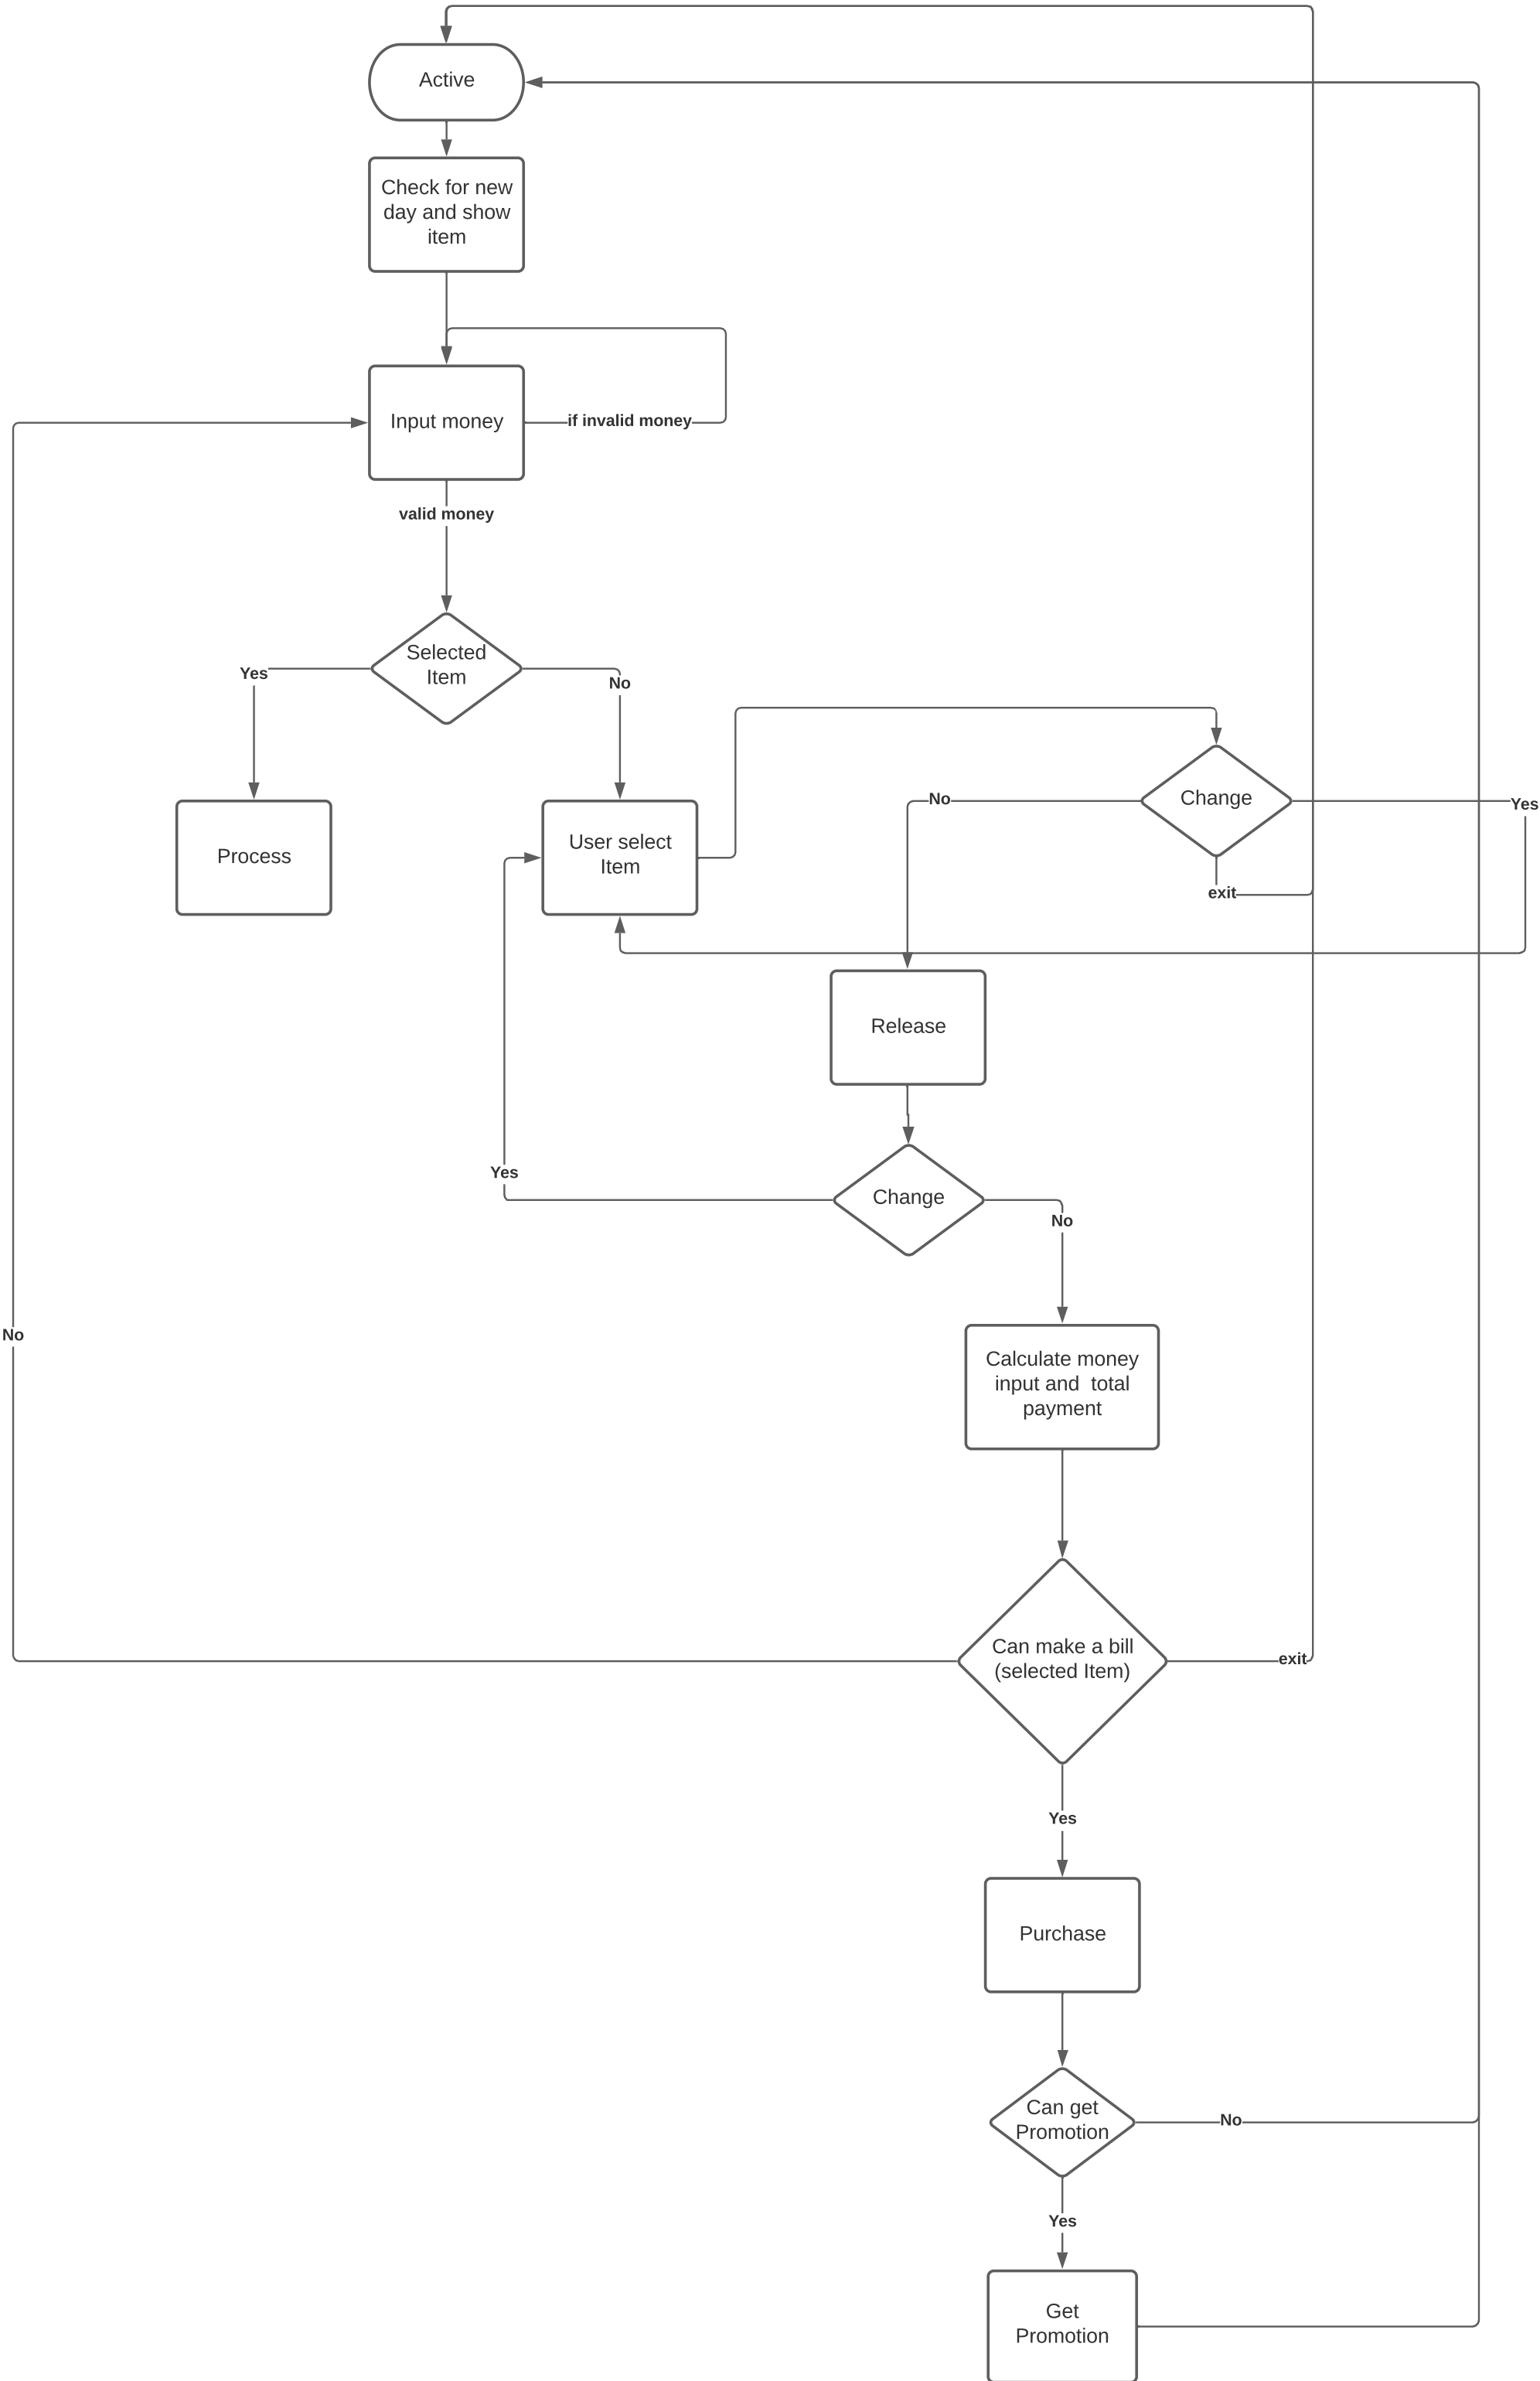 Active
Check for new
day and show
item
Input money
if invalid money
valid money
Selected
Item
Yes
No
Process
User select
Item
Change
No
Yes
exit
Release
Change
Yes
No
Calculate money
input and  total
payment
Can make a bill
(selected Item)
No
exit
Yes
Purchase
Can get
Promotion
No
Yes
Get
Promotion